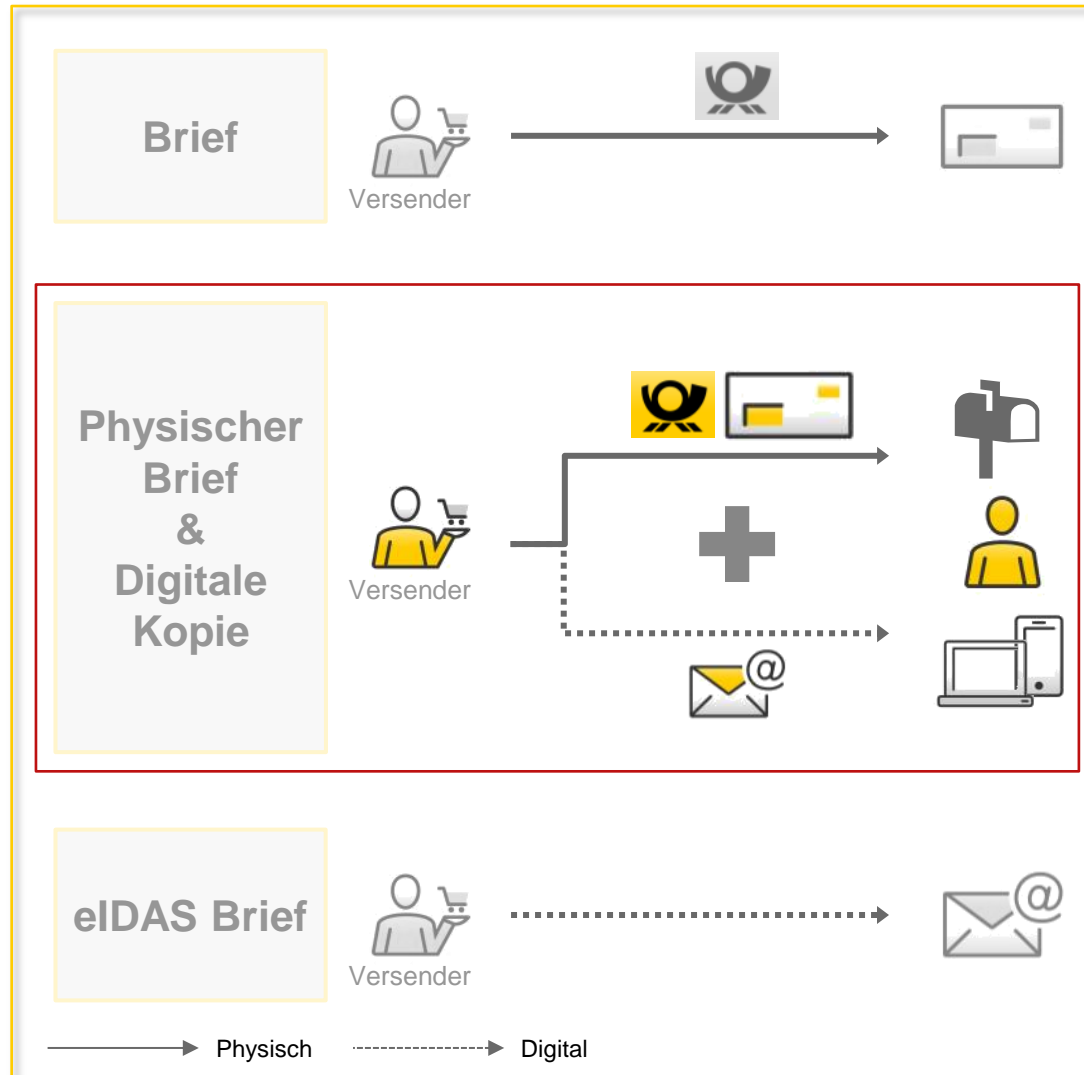 Brief
Versender
Physischer
Brief
&
Digitale
Kopie
Versender
@
eIDAS Brief
Versender
@
Physisch
Digital